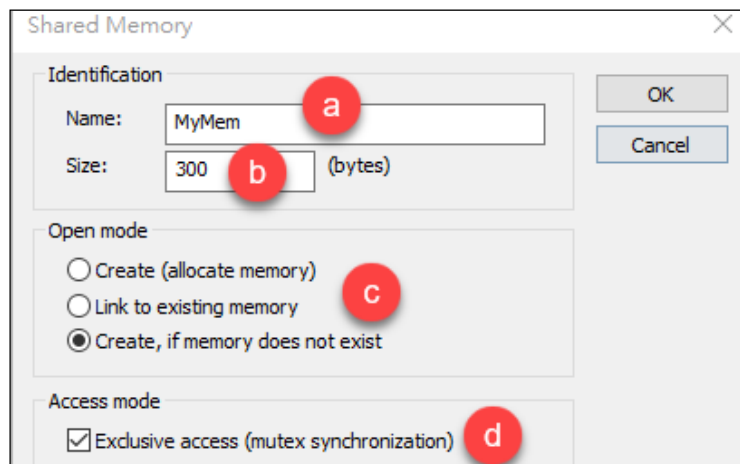 Shared Memory
Identification
Name: MyMem a
OK
Size: 300 b (bytes)
Cancel
Open mode
Create (allocate memory)
Link to existing memory c
Create, if memory does not exist
Access mode
Exclusive access (mutex synchronization) d